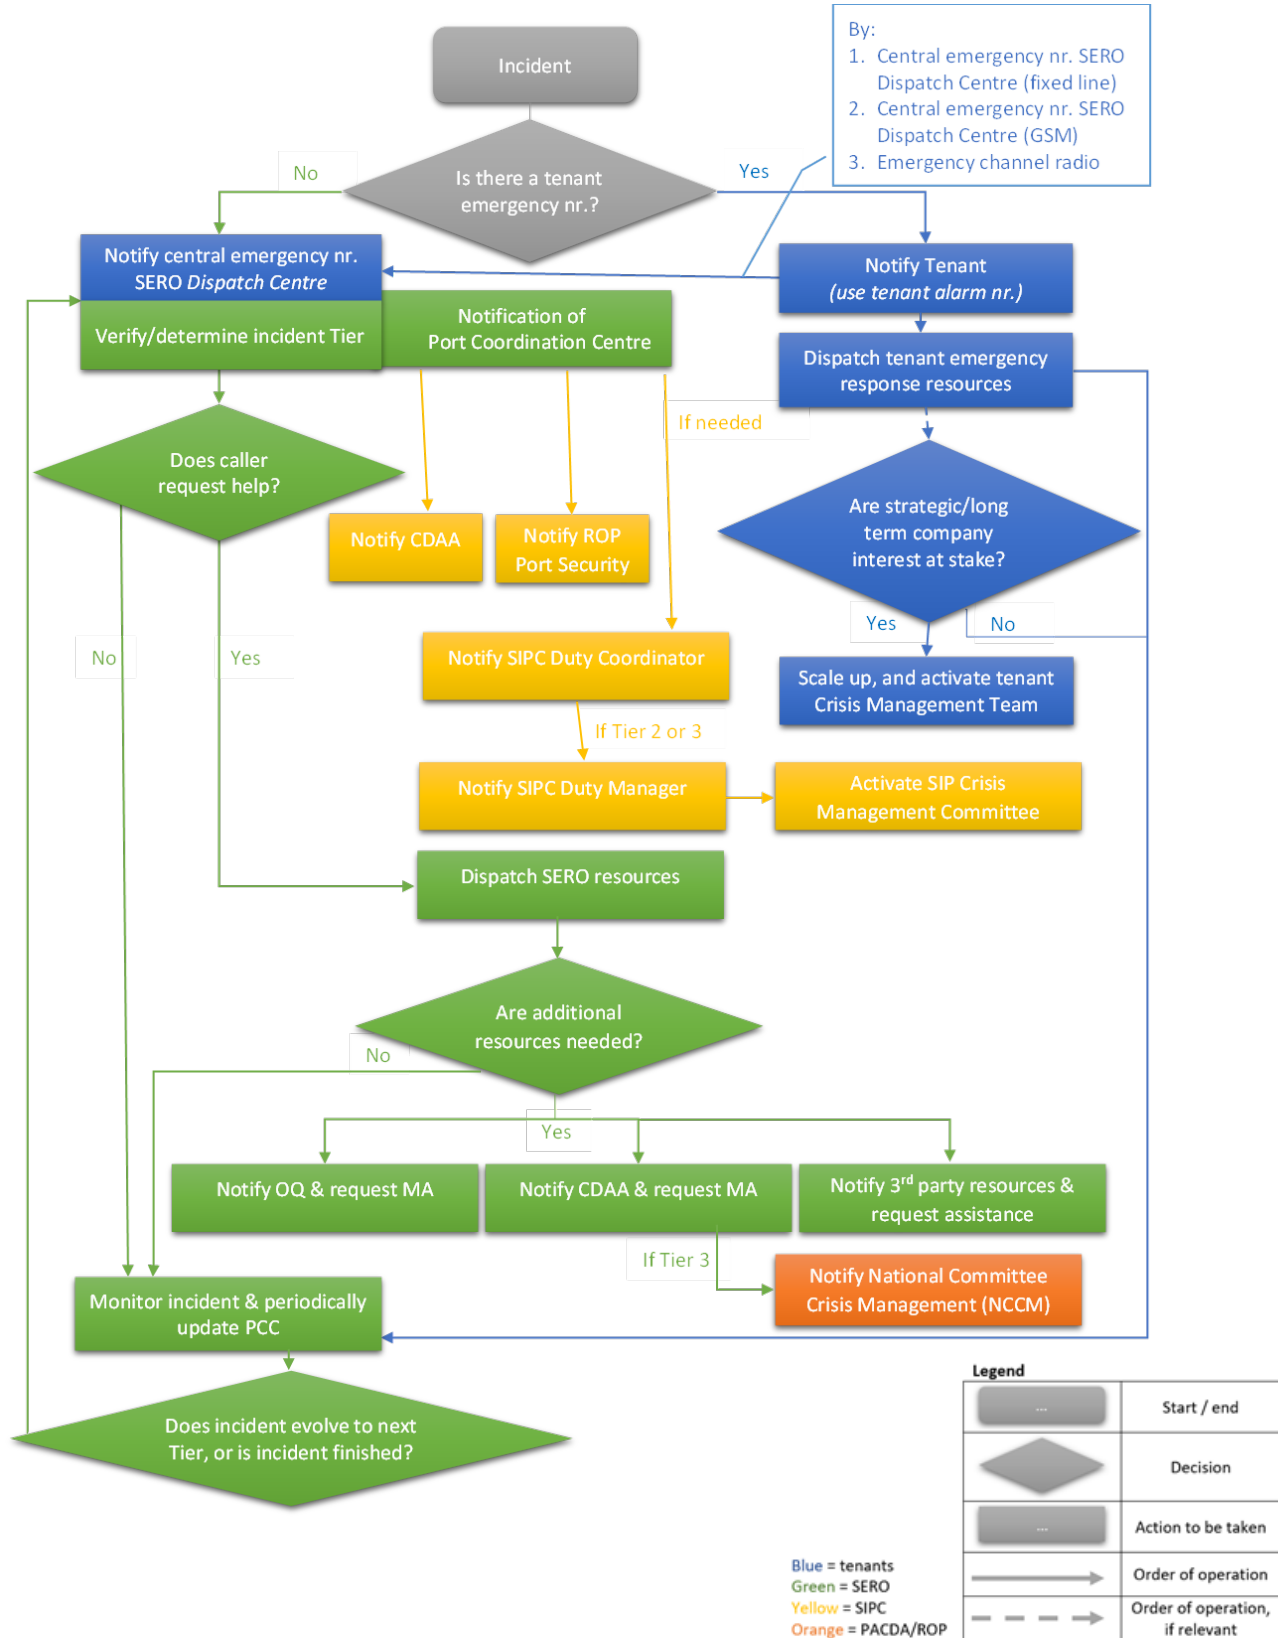 Incident
By:
1. Central emergency nr. SERO
Dispatch Centre (fixed line)
2. Central emergency nr. SERO
Dispatch Centre (GSM)
3. Emergency channel radio
No
Is there a tenant
emergency nr.?
Yes
Notify central emergency nr.
SERO Dispatch Centre
Verify/determine incident Tier
Notification of
Port Coordination Centre
Notify Tenant
(use tenant alarm nr.)
Dispatch tenant emergency
response resources
If needed
Does caller
request help?
Notify CDAA
Notify ROP
Port Security
Are strategic/long
term company
interest at stake?
Yes
No
No
Yes
Notify SIPC Duty Coordinator
Scale up, and activate tenant
Crisis Management Team
If Tier 2 or 3
Notify SIPC Duty Manager
Activate SIP Crisis
Management Committee
Dispatch SERO resources
Are additional
resources needed?
No
Yes
Notify OQ & request MA
Notify CDAA & request MA
Notify 3rd party resources &
request assistance
If Tier 3
Notify National Committee
Crisis Management (NCCM)
Monitor incident & periodically
update PCC
Does incident evolve to next
Tier, or is incident finished?
Legend
...
Start / end
Decision
...
Action to be taken
Order of operation
Order of operation,
if relevant
Blue = tenants
Green = SERO
Yellow = SIPC
Orange = PACDA/ROP